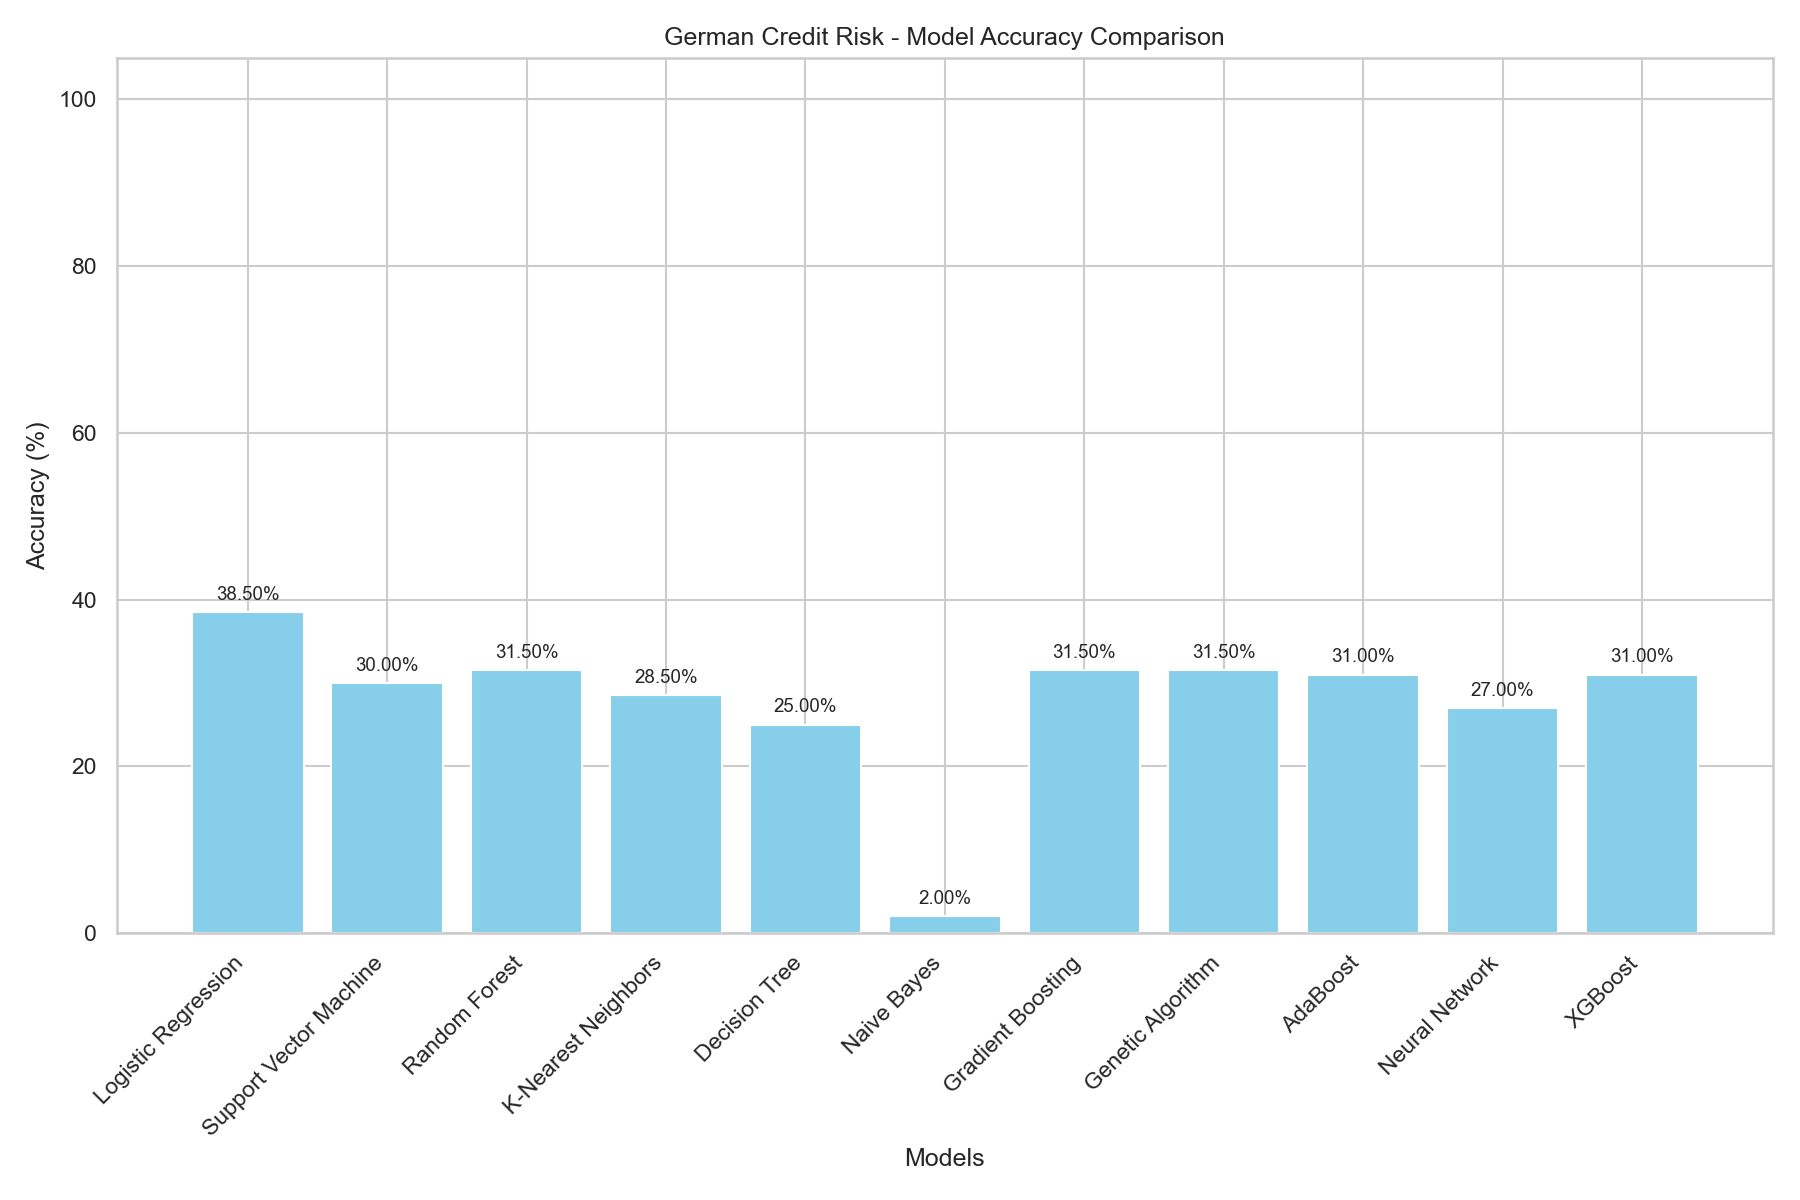 German Credit Risk - Model Accuracy Comparison
Accuracy (%)
100
80
60
40
20
0
38.50%
30.00%
31.50%
28.50%
25.00%
2.00%
31.50%
31.50%
31.00%
27.00%
31.00%
Logistic Regression
Support Vector Machine
Random Forest
K-Nearest Neighbors
Decision Tree
Naive Bayes
Gradient Boosting
Genetic Algorithm
AdaBoost
Neural Network
XGBoost
Models